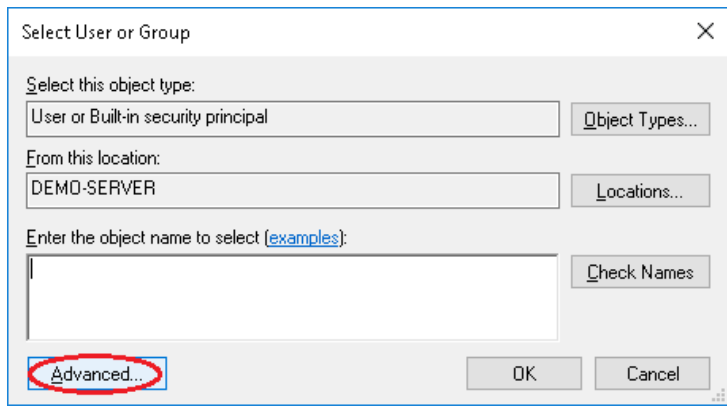 Select User or Group
Select this object type:
User or Built-in security principal
Object Types...
From this location:
DEMO-SERVER
Locations...
Enter the object name to select (examples):
Check Names
Advanced...
OK
Cancel